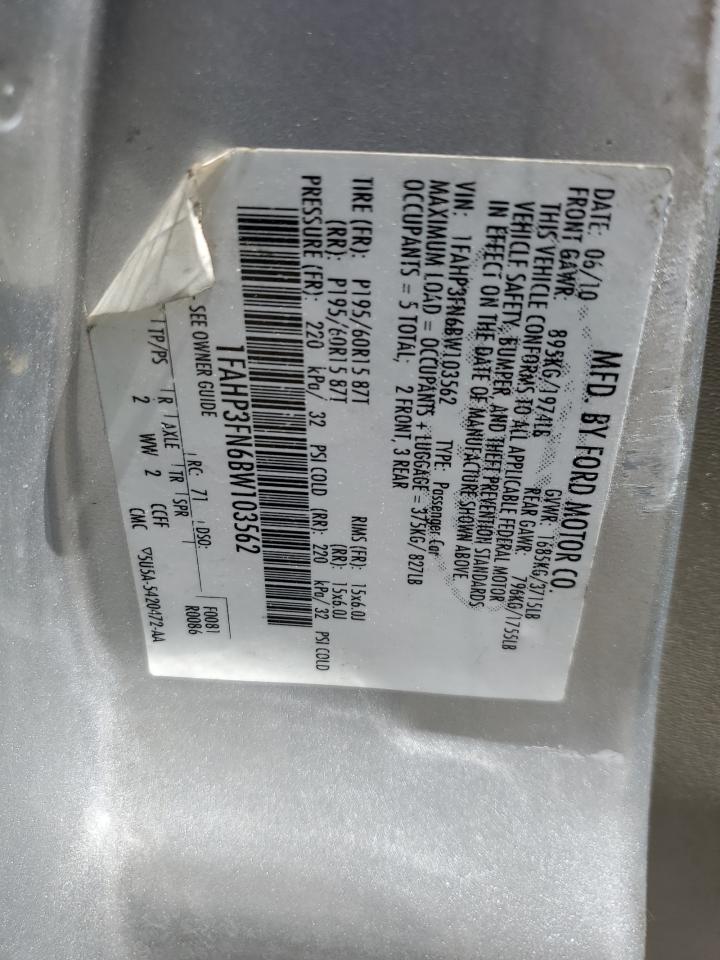 MFD. BY FORD MOTOR CO.
DATE: 06/10 GVWR: 1685KG/3715LB
FRONT GAWR: 895KG/1974LB REAR GAWR: 796KG/1755LB
THIS VEHICLE CONFORMS TO ALL APPLICABLE FEDERAL MOTOR
VEHICLE SAFETY, BUMPER, AND THEFT PREVENTION STANDARDS
IN EFFECT ON THE DATE OF MANUFACTURE SHOWN ABOVE.
VIN: 1FAHP3FN6BW103562 TYPE: Passenger Car
MAXIMUM LOAD = OCCUPANTS + LUGGAGE = 375KG/827LB
OCCUPANTS = 5 TOTAL; 2 FRONT, 3 REAR
TIRE (FR): P195/60R15 87T RIMS (FR): 15x6.0J
(RR): P195/60R15 87T (RR): 15x6.0J
PRESSURE (FR): 220 kPa/ 32 PSI COLD (RR): 220 kPa/ 32 PSI COLD
1FAHP3FN6BW103562
SEE OWNER GUIDE
F0081
RC: 71 DSO: R0086
TP/PS R AXLE TR SPR
2 WW 2 CCFF
CMC 5U5A-5420472-AA